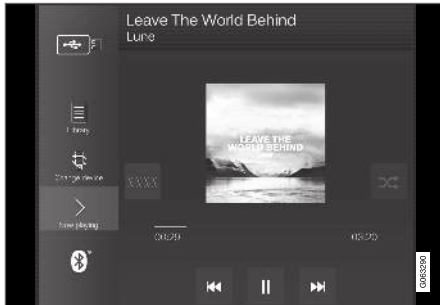 Leave The World Behind
Lune
Library
Change device
Now playing
LEAVE THE
WORLD BEHIND
00:29
03:20
G063290